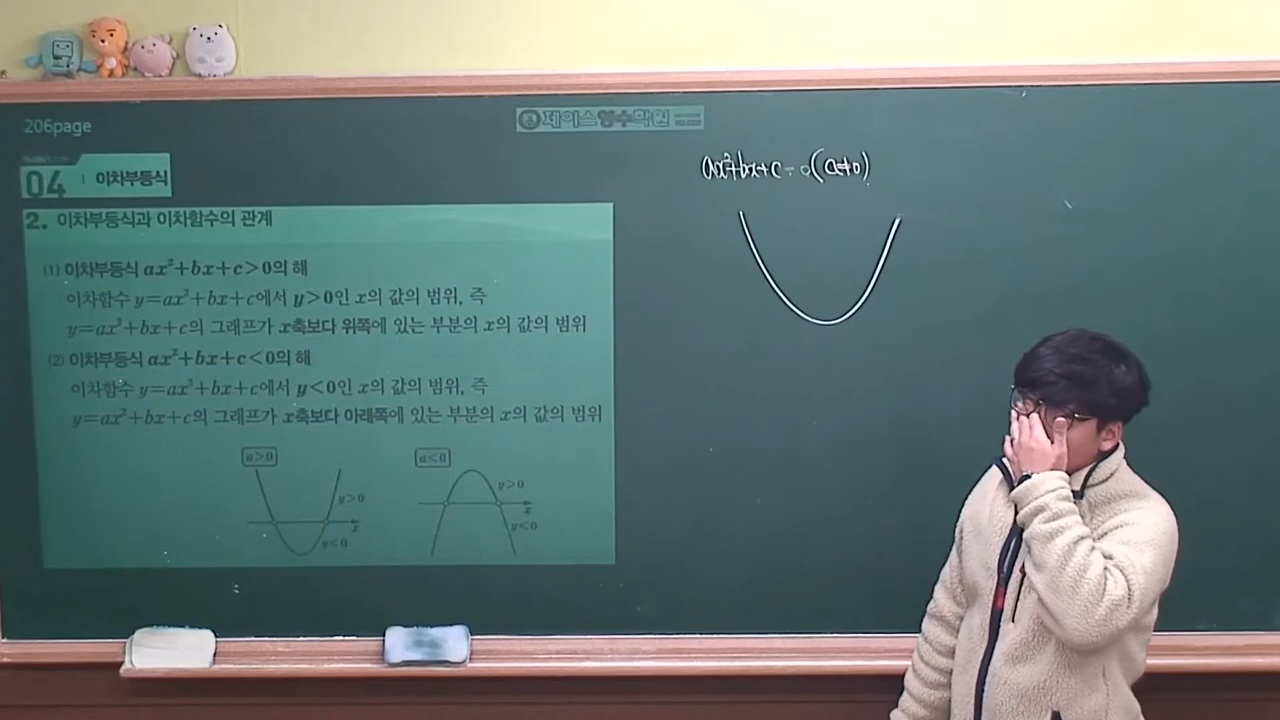 206page
제이스영수학원
04 이차부등식
ax²+bx+c=0(a≠0)
2. 이차부등식과 이차함수의 관계
(1) 이차부등식 ax²+bx+c>0의 해
이차함수 y=ax²+bx+c에서 y>0인 x의 값의 범위, 즉
y=ax²+bx+c의 그래프가 x축보다 위쪽에 있는 부분의 x의 값의 범위
(2) 이차부등식 ax²+bx+c<0의 해
이차함수 y=ax²+bx+c에서 y<0인 x의 값의 범위, 즉
y=ax²+bx+c의 그래프가 x축보다 아래쪽에 있는 부분의 x의 값의 범위
a>0
y>0
x
y<0
a<0
y>0
x
y<0